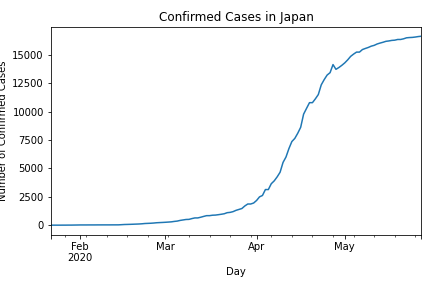 Confirmed Cases in Japan
Number of Confirmed Cases
15000
12500
10000
7500
5000
2500
0
Feb
2020
Mar
Apr
May
Day